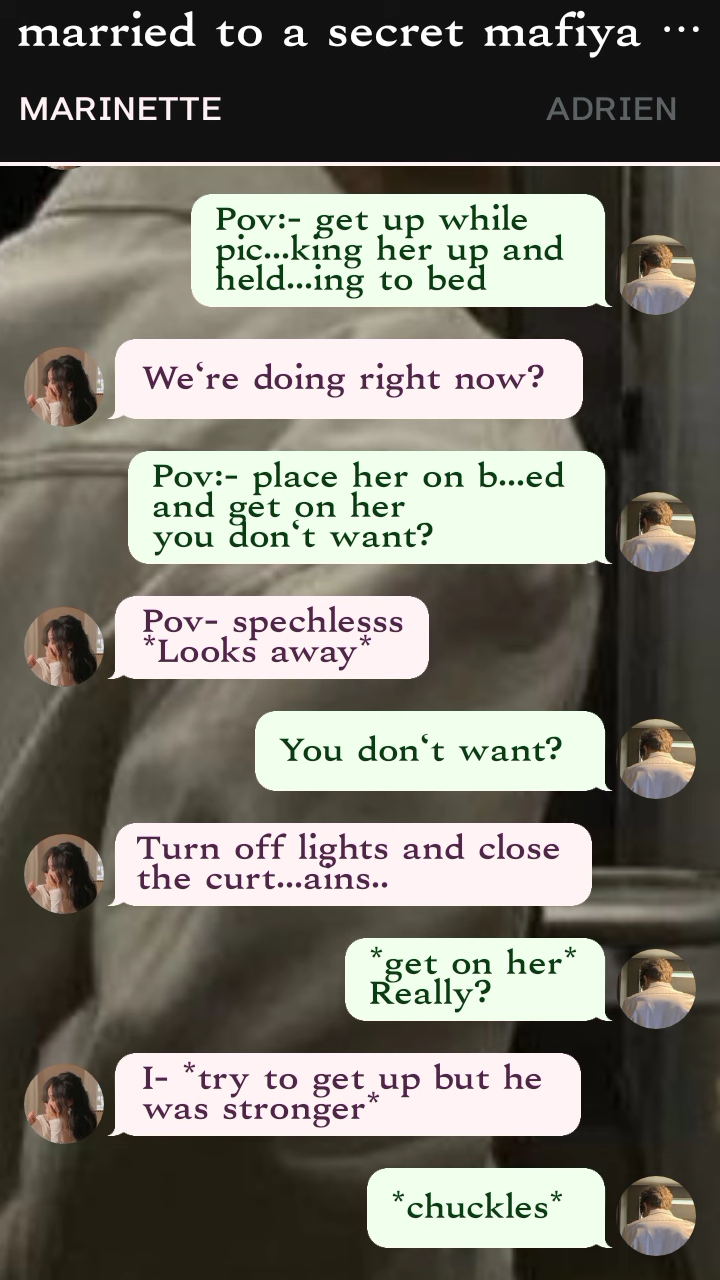 married to a secret mafiya ...
MARINETTE
ADRIEN
Pov:- get up while
pic...king her up and
held...ing to bed
We‘re doing right now?
Pov:- place her on b...ed
and get on her
you don‘t want?
Pov- spechlesss
*Looks away*
You don‘t want?
Turn off lights and close
the curt...ains..
*get on her*
Really?
I- *try to get up but he
was stronger*
*chuckles*